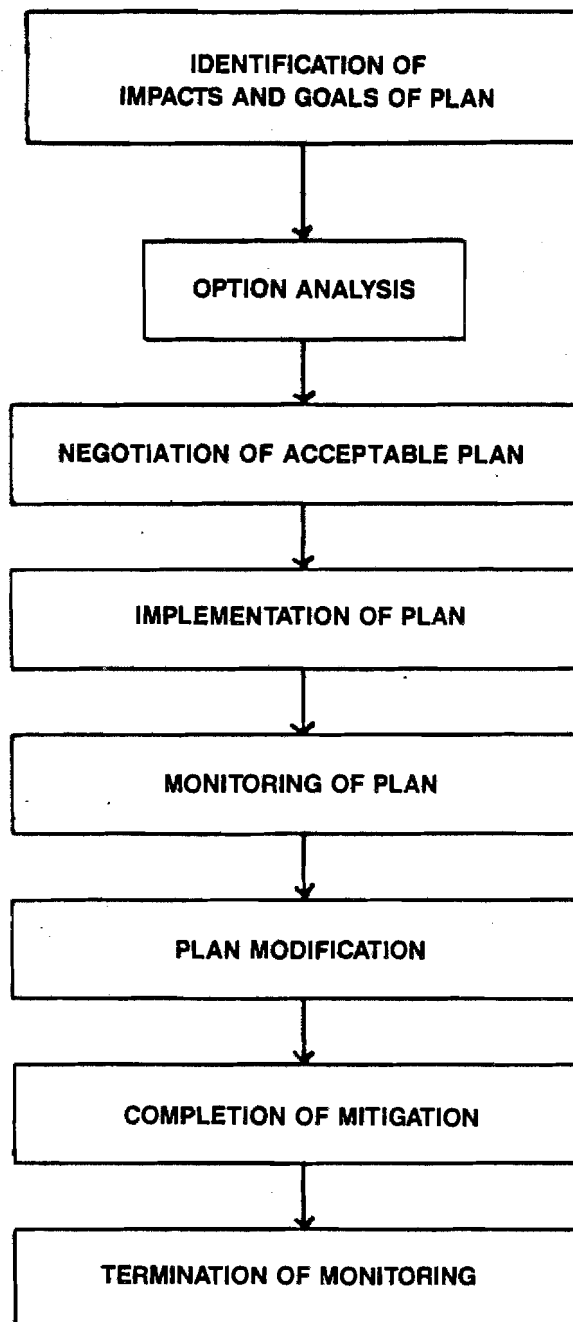 IDENTIFICATION OF
IMPACTS AND GOALS OF PLAN
OPTION ANALYSIS
NEGOTIATION OF ACCEPTABLE PLAN
IMPLEMENTATION OF PLAN
MONITORING OF PLAN
PLAN MODIFICATION
COMPLETION OF MITIGATION
TERMINATION OF MONITORING